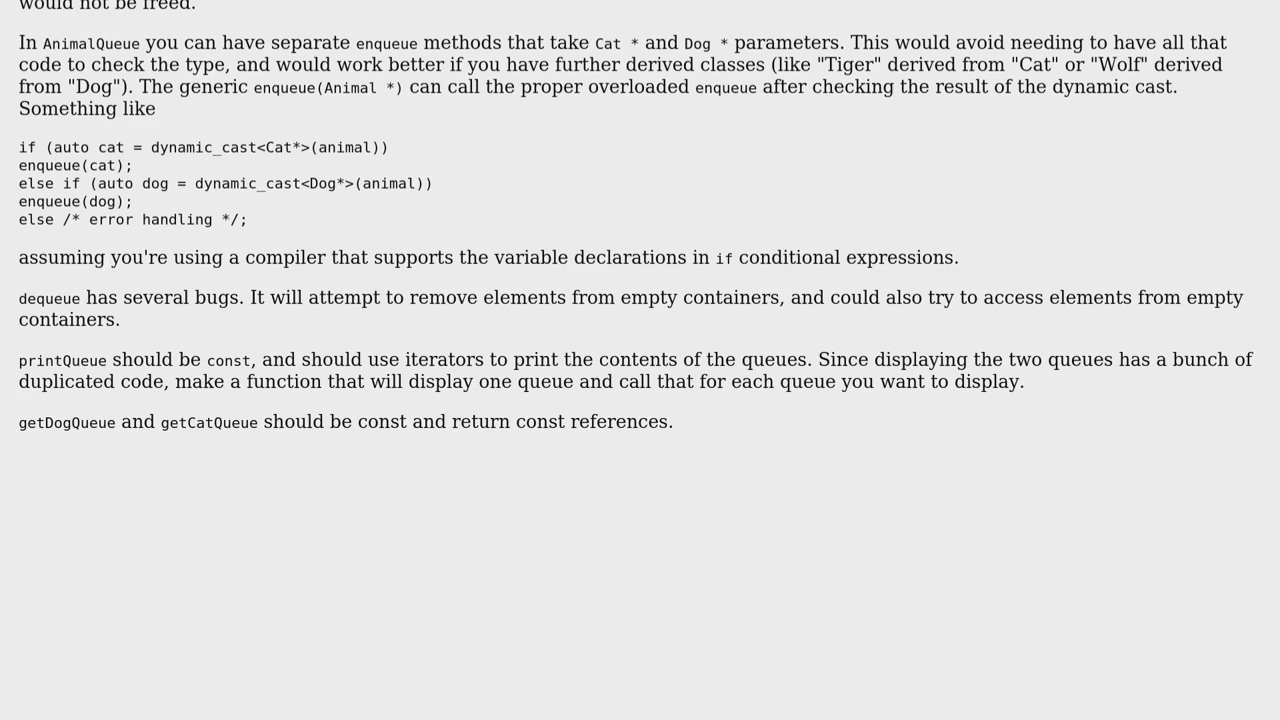 would not be freed.
In AnimalQueue you can have separate enqueue methods that take Cat * and Dog * parameters. This would avoid needing to have all that
code to check the type, and would work better if you have further derived classes (like "Tiger" derived from "Cat" or "Wolf" derived
from "Dog"). The generic enqueue(Animal *) can call the proper overloaded enqueue after checking the result of the dynamic cast.
Something like
if (auto cat = dynamic_cast<Cat*>(animal))
enqueue(cat);
else if (auto dog = dynamic_cast<Dog*>(animal))
enqueue(dog);
else /* error handling */;
assuming you're using a compiler that supports the variable declarations in if conditional expressions.
dequeue has several bugs. It will attempt to remove elements from empty containers, and could also try to access elements from empty
containers.
printQueue should be const, and should use iterators to print the contents of the queues. Since displaying the two queues has a bunch of
duplicated code, make a function that will display one queue and call that for each queue you want to display.
getDogQueue and getCatQueue should be const and return const references.